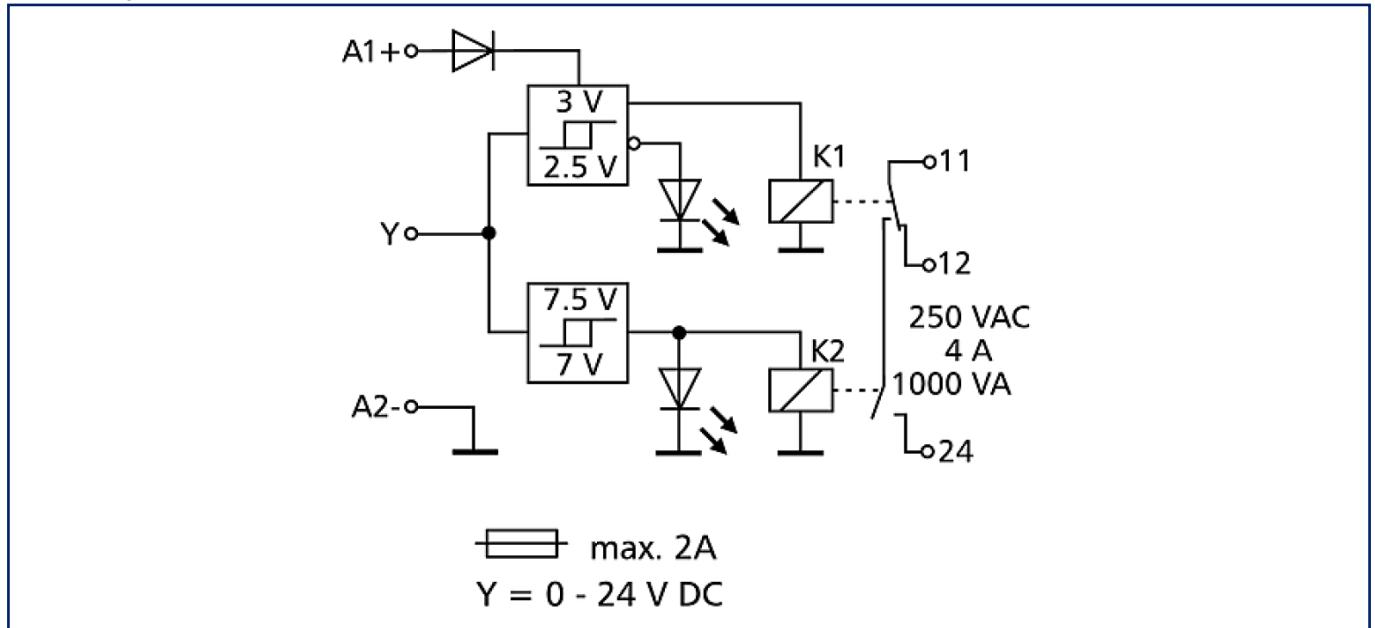 A1+
3 V
2.5 V
K1
11
Y
12
7.5 V
7 V
250 VAC
4 A
K2
1000 VA
A2-
24
max. 2A
Y = 0 - 24 V DC